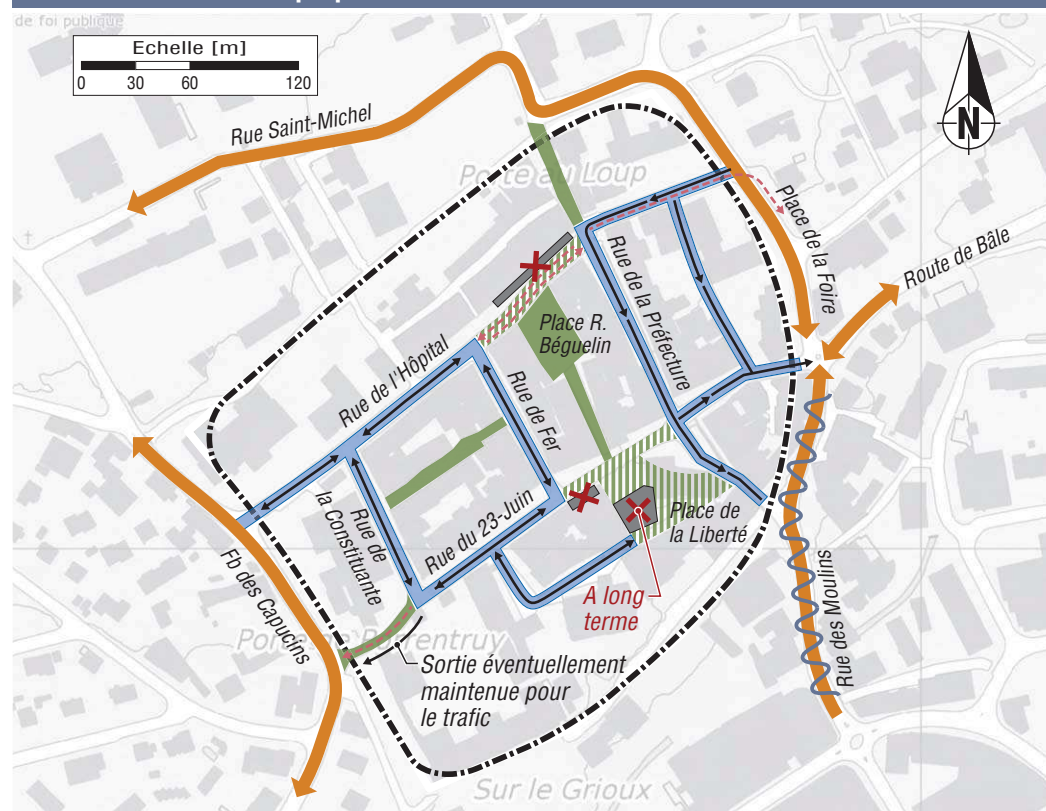 de foi publique
Echelle [m]
0 30 60 120
Rue Saint-Michel
N
Porte au Loup
Place de la Foire
Route de Bâle
Rue de la Préfecture
Place R.
Béguelin
Rue de l'Hôpital
Rue de Fer
Rue de
la Constituante
Rue du 23-Juin
Place de
la Liberté
Fb des Capucins
A long
terme
Rue des Moulins
Sortie éventuellement
maintenue pour
le trafic
Sur le Grioux